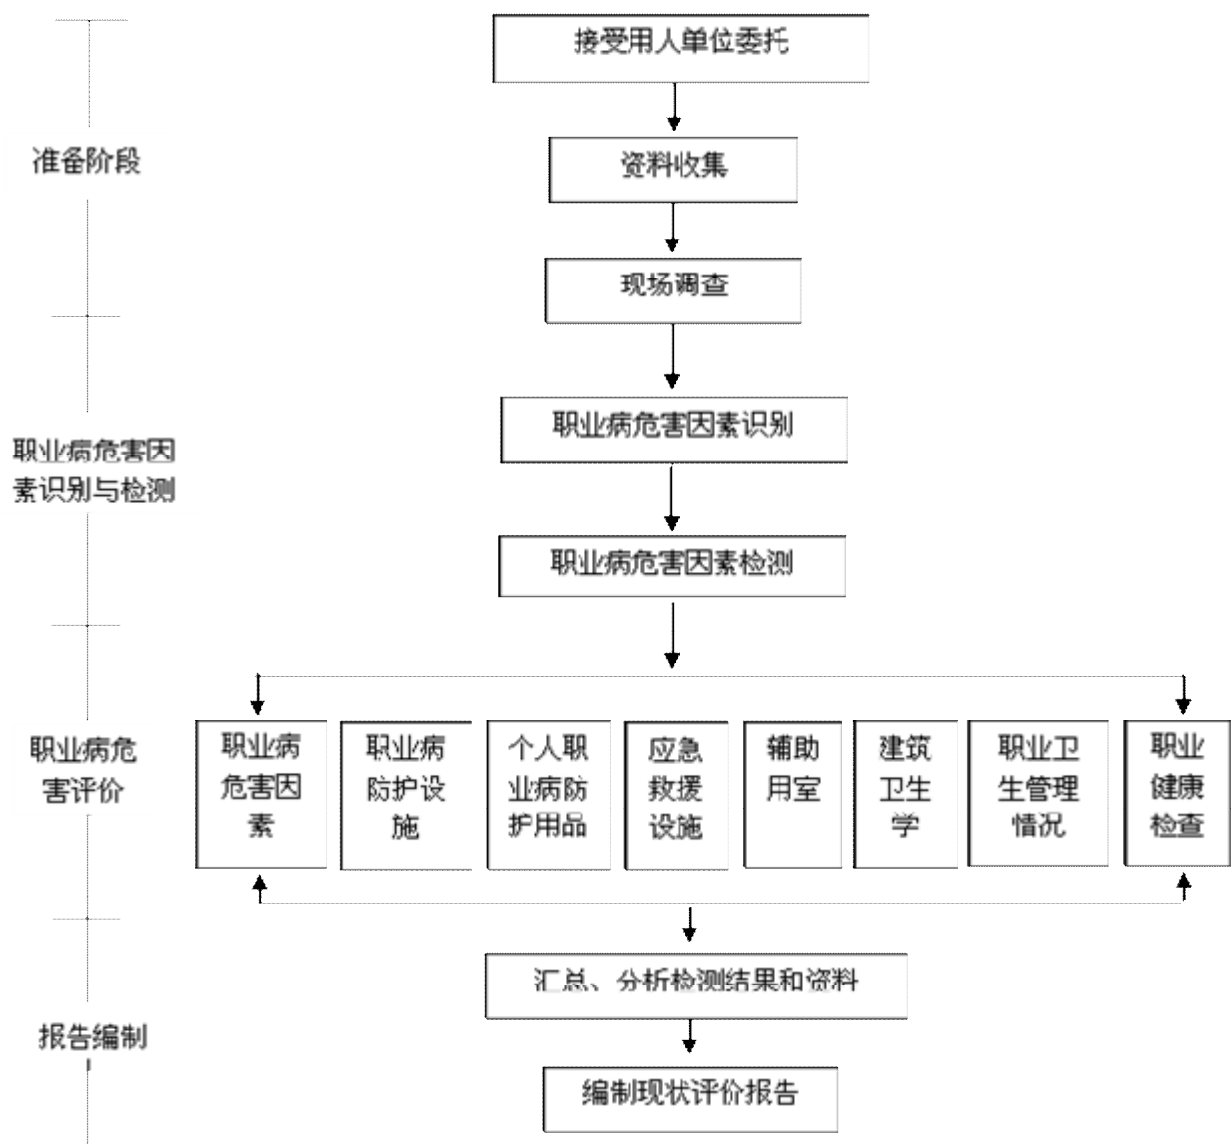 接受用人单位委托
准备阶段
资料收集
现场调查
职业病危害因素识别
职业病危害因
素识别与检测
职业病危害因素检测
职业病危
害评价
职业病
危害因
素
职业病
防护设
施
个人职
业病防
护用品
应急
救援
设施
辅助
用室
建筑
卫生
学
职业卫
生管理
情况
职业
健康
检查
汇总、分析检测结果和资料
报告编制
编制现状评价报告